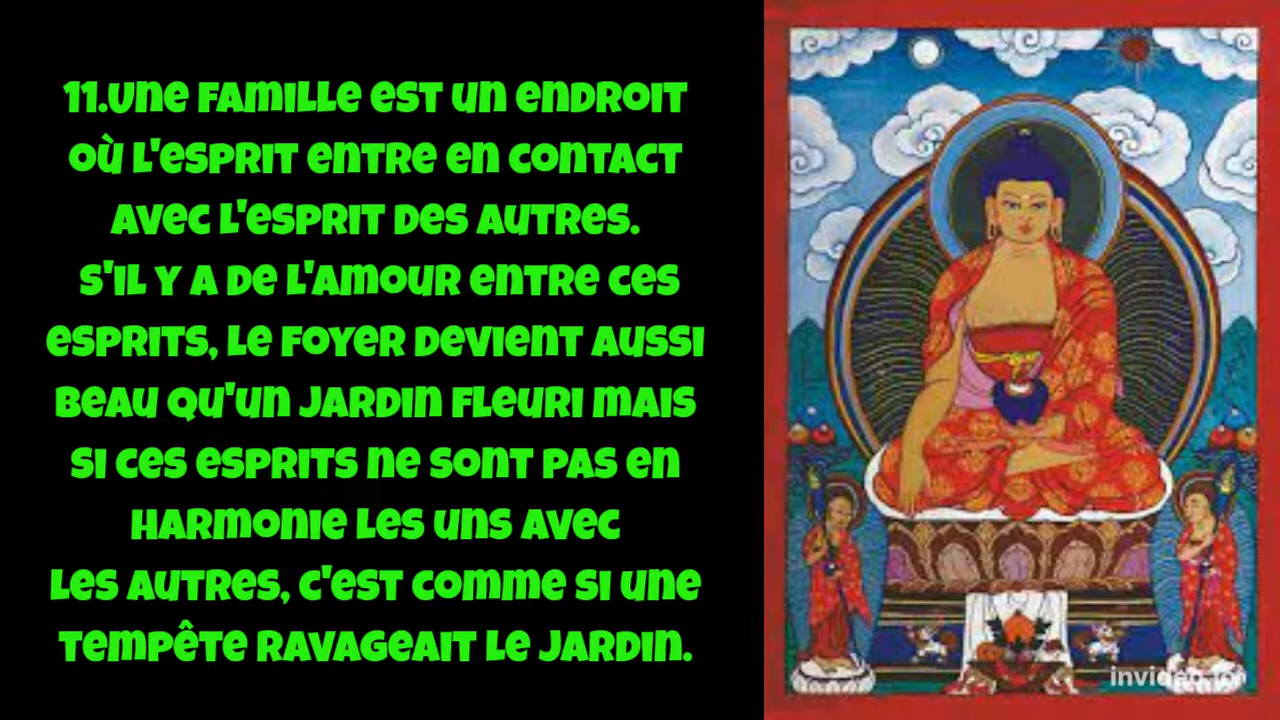 11.Une famille est un endroit
où l'esprit entre en contact
avec l'esprit des autres.
S'il y a de l'amour entre ces
esprits, le foyer devient aussi
beau qu'un jardin fleuri mais
si ces esprits ne sont pas en
harmonie les uns avec
les autres, c'est comme si une
tempête ravageait le jardin.